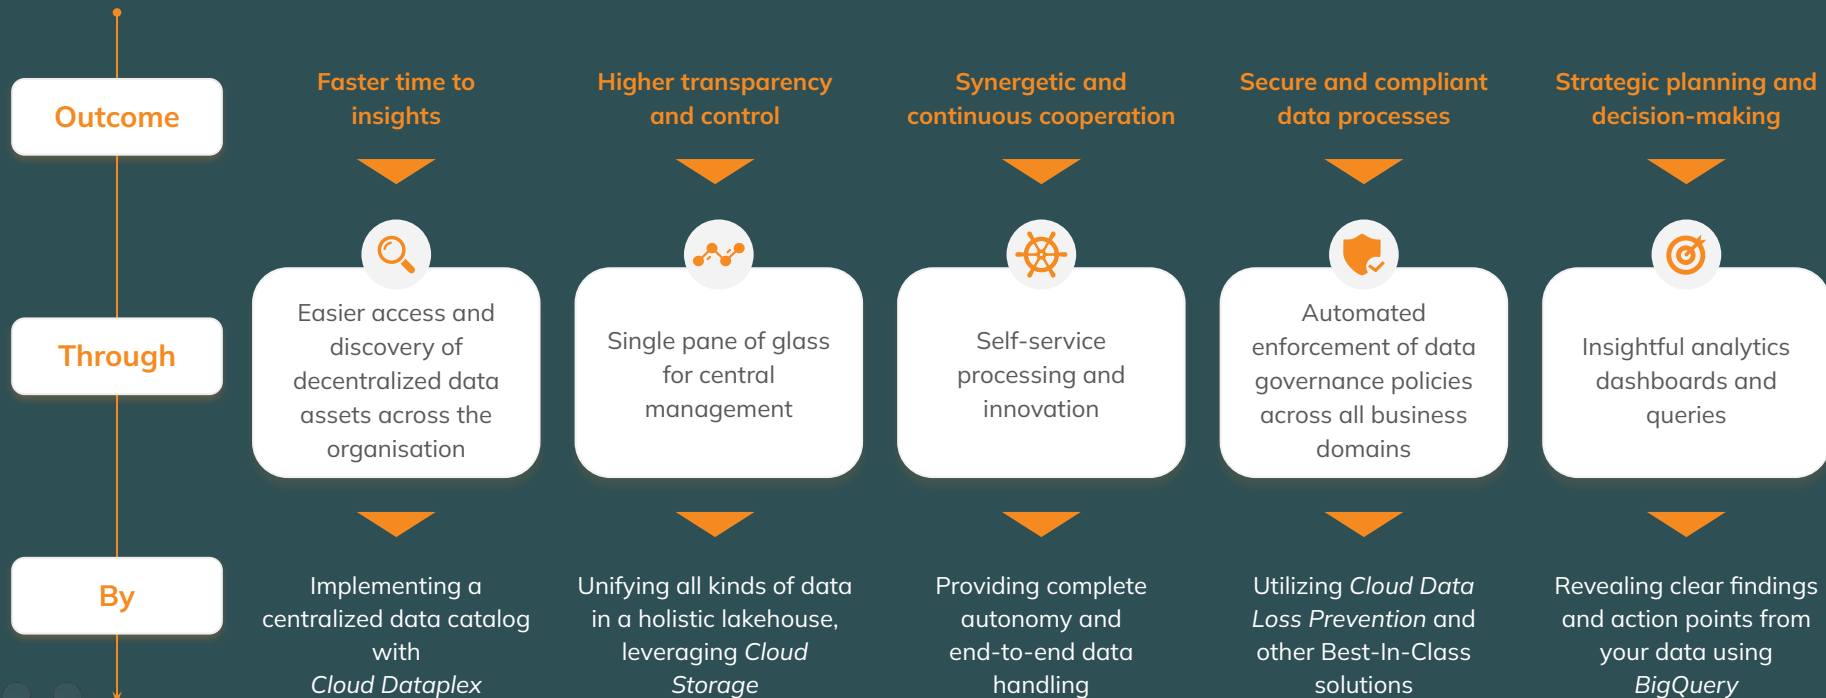 Outcome
Faster time to
insights
Higher transparency
and control
Synergetic and
continuous cooperation
Secure and compliant
data processes
Strategic planning and
decision-making
Through
Easier access and
discovery of
decentralized data
assets across the
organisation
Single pane of glass
for central
management
Self-service
processing and
innovation
Automated
enforcement of data
governance policies
across all business
domains
Insightful analytics
dashboards and
queries
By
Implementing a
centralized data catalog
with
Cloud Dataplex
Unifying all kinds of data
in a holistic lakehouse,
leveraging Cloud
Storage
Providing complete
autonomy and
end-to-end data
handling
Utilizing Cloud Data
Loss Prevention and
other Best-In-Class
solutions
Revealing clear findings
and action points from
your data using
BigQuery